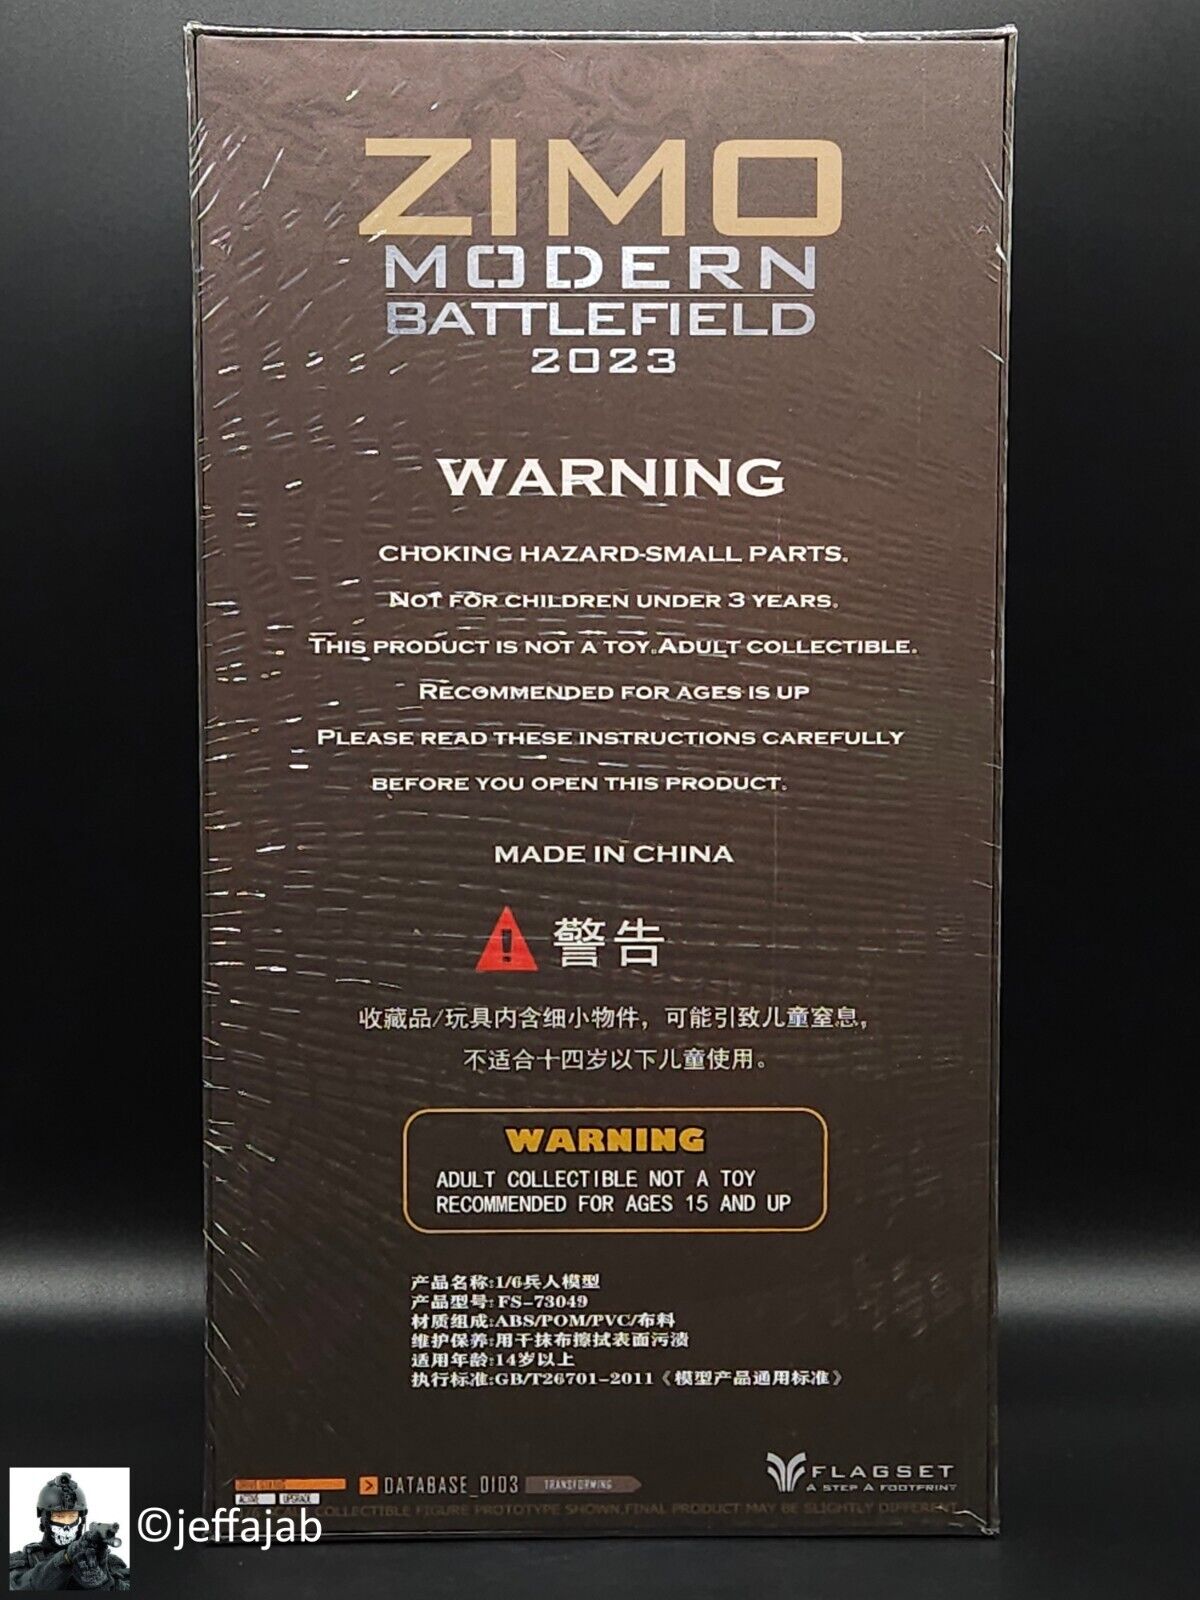 ZIMO
MODERN
BATTLEFIELD
2023
WARNING
CHOKING HAZARD-SMALL PARTS.
NOT FOR CHILDREN UNDER 3 YEARS.
THIS PRODUCT IS NOT A TOY.ADULT COLLECTIBLE.
RECOMMENDED FOR AGES IS UP
PLEASE READ THESE INSTRUCTIONS CAREFULLY
BEFORE YOU OPEN THIS PRODUCT.
MADE IN CHINA
警告
收藏品/玩具内含细小物件，可能引致儿童窒息，
不适合十四岁以下儿童使用。
WARNING
ADULT COLLECTIBLE NOT A TOY
RECOMMENDED FOR AGES 15 AND UP
产品名称:1/6兵人模型
产品型号:FS-73049
材质组成:ABS/POM/PVC/布料
维护保养:用干抹布擦拭表面污渍
适用年龄:14岁以上
执行标准:GB/T26701-2011《模型产品通用标准》
DATABASE_0103 TRANSFORMING
ACTIVE UPGRADE
FLAGSET
A STEP A FOOTPRINT
COLLECTIBLE FIGURE PROTOTYPE SHOWN,FINAL PRODUCT MAY BE SLIGHTLY DIFFERENT
©jeffajab